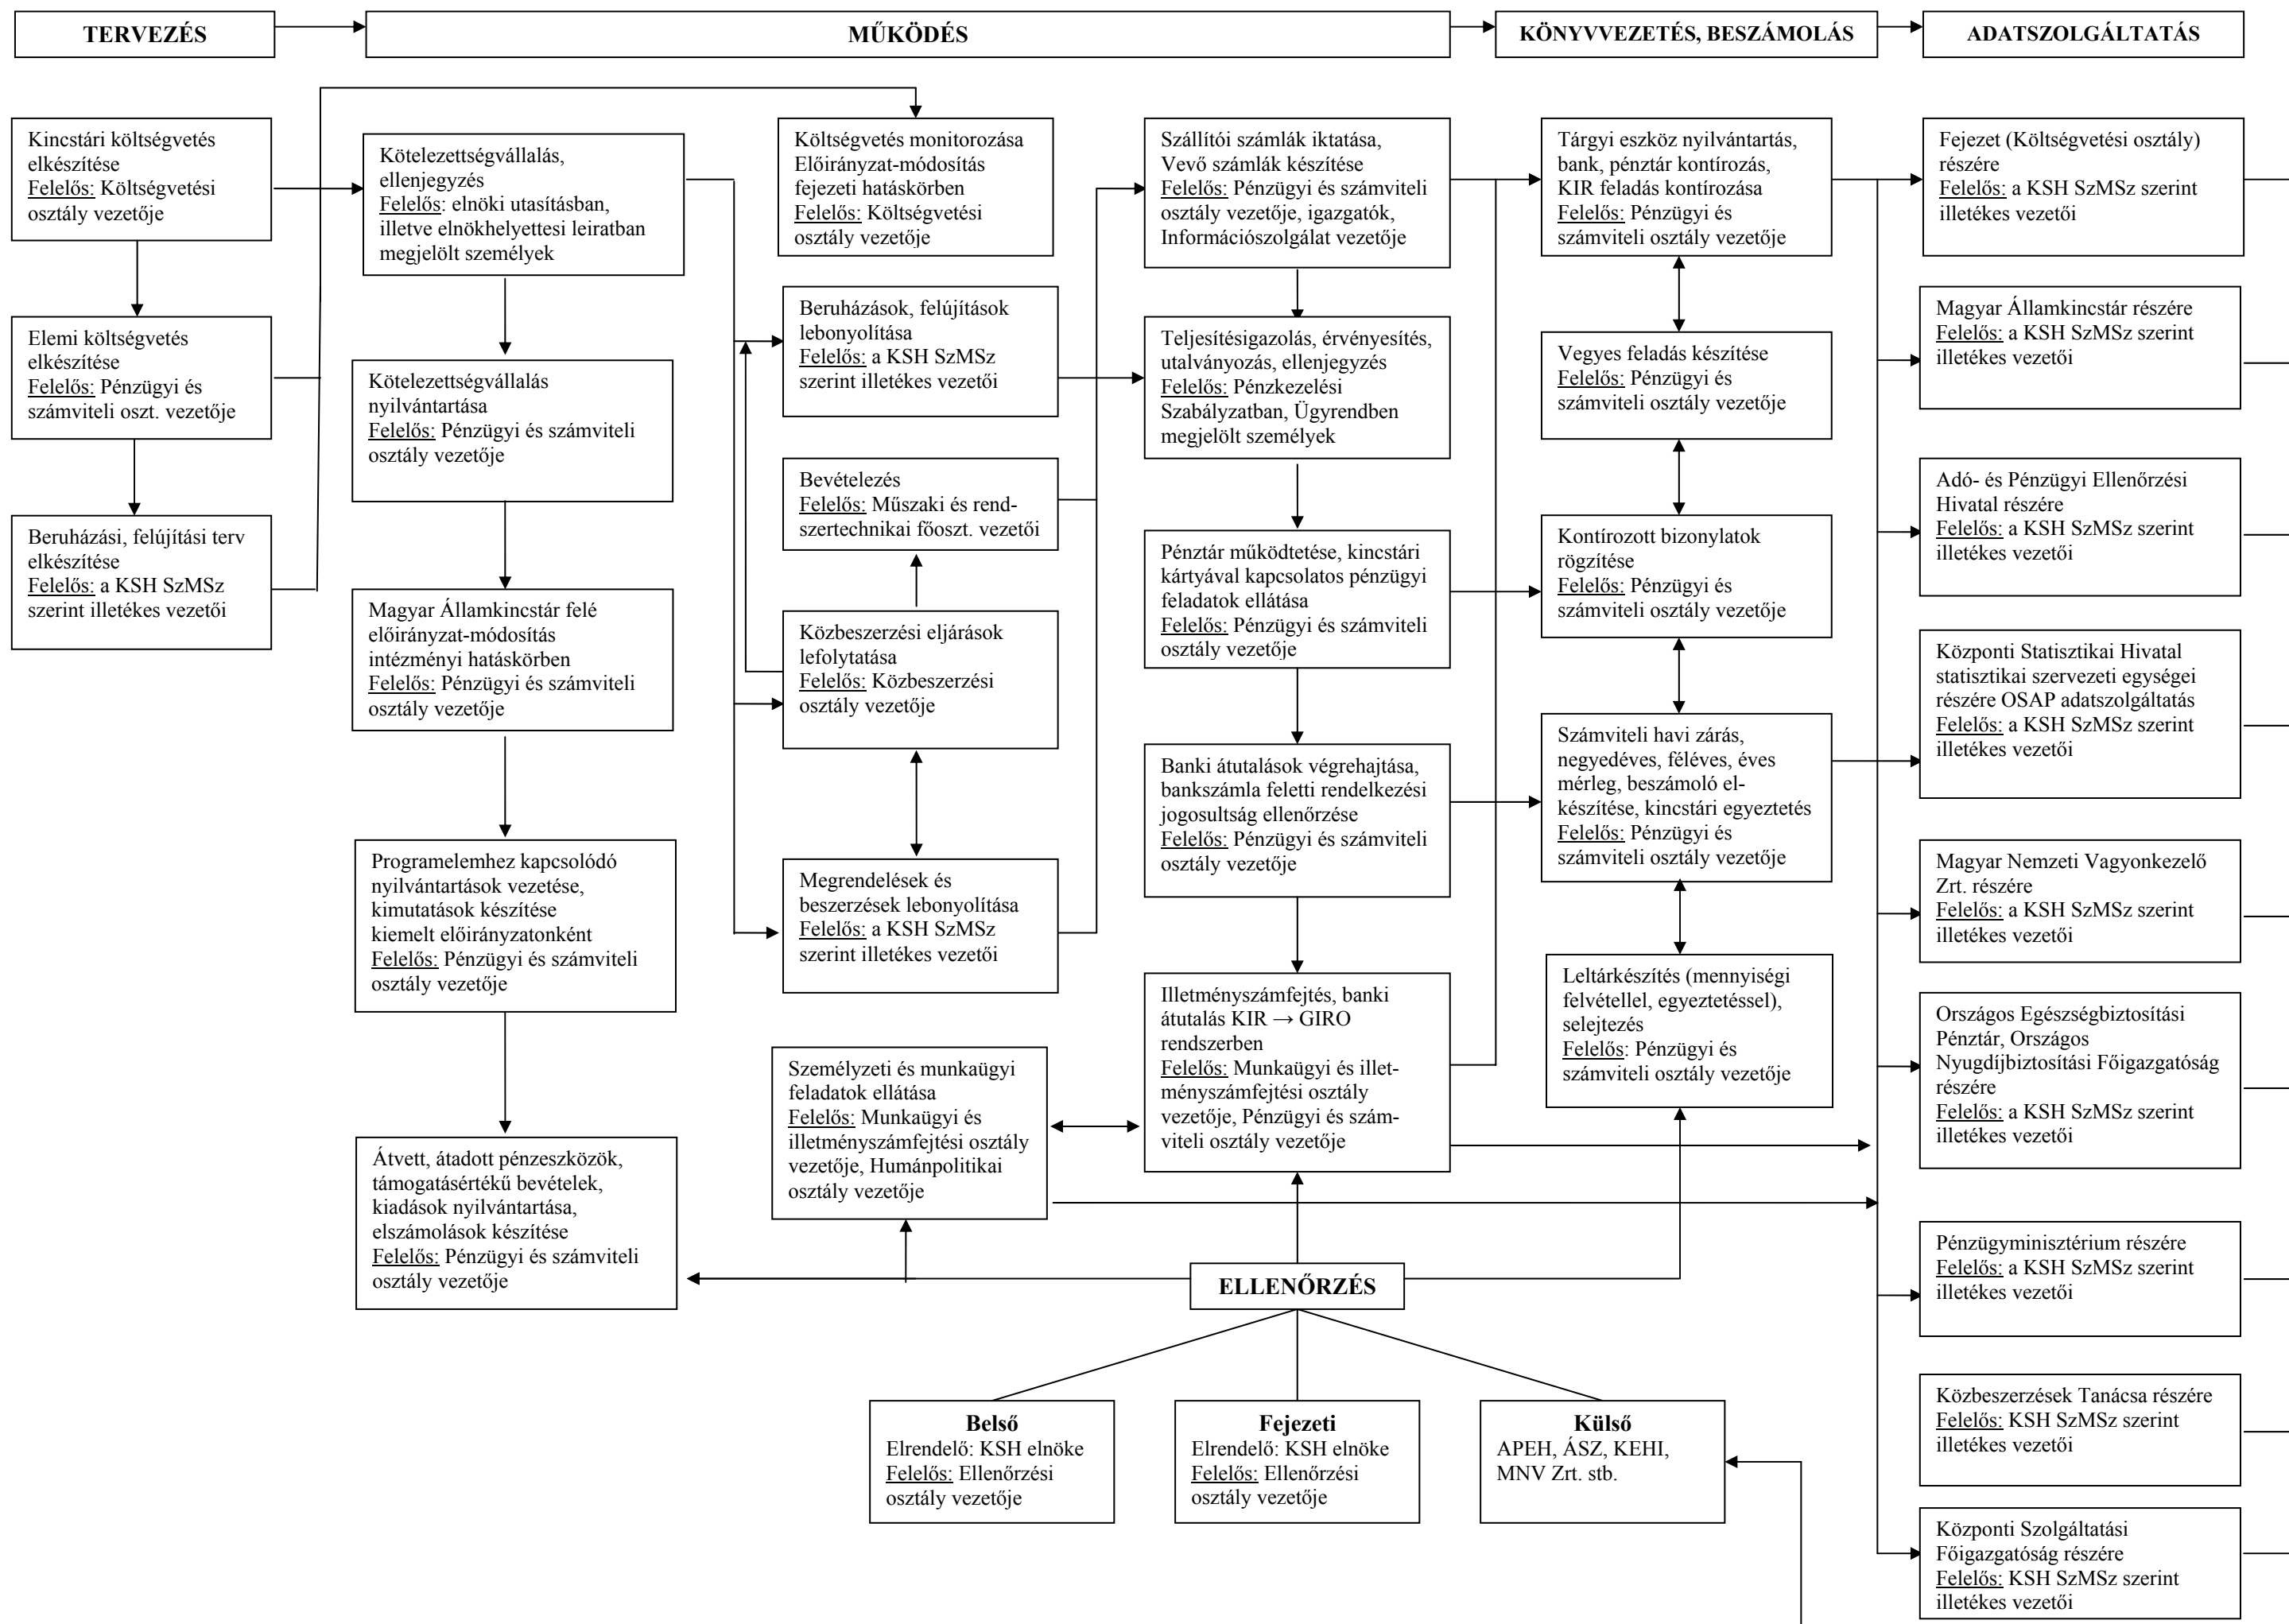 TERVEZÉS
MŰKÖDÉS
KÖNYVVEZETÉS, BESZÁMOLÁS
ADATSZOLGÁLTATÁS
Kincstári költségvetés
elkészítése
Felelős: Költségvetési
osztály vezetője
Elemi költségvetés
elkészítése
Felelős: Pénzügyi és
számviteli oszt. vezetője
Beruházási, felújítási terv
elkészítése
Felelős: a KSH SzMSz
szerint illetékes vezetői
Kötelezettségvállalás,
ellenjegyzés
Felelős: elnöki utasításban,
illetve elnökhelyettesi leiratban
megjelölt személyek
Kötelezettségvállalás
nyilvántartása
Felelős: Pénzügyi és számviteli
osztály vezetője
Magyar Államkincstár felé
előirányzat-módosítás
intézményi hatáskörben
Felelős: Pénzügyi és számviteli
osztály vezetője
Programelemhez kapcsolódó
nyilvántartások vezetése,
kimutatások készítése
kiemelt előirányzatonként
Felelős: Pénzügyi és számviteli
osztály vezetője
Átvett, átadott pénzeszközök,
támogatásértékű bevételek,
kiadások nyilvántartása,
elszámolások készítése
Felelős: Pénzügyi és számviteli
osztály vezetője
Költségvetés monitorozása
Előirányzat-módosítás
fejezeti hatáskörben
Felelős: Költségvetési
osztály vezetője
Beruházások, felújítások
lebonyolítása
Felelős: a KSH SzMSz
szerint illetékes vezetői
Bevételezés
Felelős: Műszaki és rend-
szertechnikai főoszt. vezetői
Közbeszerzési eljárások
lefolytatása
Felelős: Közbeszerzési
osztály vezetője
Megrendelések és
beszerzések lebonyolítása
Felelős: a KSH SzMSz
szerint illetékes vezetői
Személyzeti és munkaügyi
feladatok ellátása
Felelős: Munkaügyi és
illetményszámfejtési osztály
vezetője, Humánpolitikai
osztály vezetője
Szállítói számlák iktatása,
Vevő számlák készítése
Felelős: Pénzügyi és számviteli
osztály vezetője, igazgatók,
Információszolgálat vezetője
Teljesítésigazolás, érvényesítés,
utalványozás, ellenjegyzés
Felelős: Pénzkezelési
Szabályzatban, Ügyrendben
megjelölt személyek
Pénztár működtetése, kincstári
kártyával kapcsolatos pénzügyi
feladatok ellátása
Felelős: Pénzügyi és számviteli
osztály vezetője
Banki átutalások végrehajtása,
bankszámla feletti rendelkezési
jogosultság ellenőrzése
Felelős: Pénzügyi és számviteli
osztály vezetője
Illetményszámfejtés, banki
átutalás KIR → GIRO
rendszerben
Felelős: Munkaügyi és illet-
ményszámfejtési osztály
vezetője, Pénzügyi és szám-
viteli osztály vezetője
Tárgyi eszköz nyilvántartás,
bank, pénztár kontírozás,
KIR feladás kontírozása
Felelős: Pénzügyi és
számviteli osztály vezetője
Vegyes feladás készítése
Felelős: Pénzügyi és
számviteli osztály vezetője
Kontírozott bizonylatok
rögzítése
Felelős: Pénzügyi és
számviteli osztály vezetője
Számviteli havi zárás,
negyedéves, féléves, éves
mérleg, beszámoló el-
készítése, kincstári egyeztetés
Felelős: Pénzügyi és
számviteli osztály vezetője
Leltárkészítés (mennyiségi
felvétellel, egyeztetéssel),
selejtezés
Felelős: Pénzügyi és
számviteli osztály vezetője
Fejezet (Költségvetési osztály)
részére
Felelős: a KSH SzMSz szerint
illetékes vezetői
Magyar Államkincstár részére
Felelős: a KSH SzMSz szerint
illetékes vezetői
Adó- és Pénzügyi Ellenőrzési
Hivatal részére
Felelős: a KSH SzMSz szerint
illetékes vezetői
Központi Statisztikai Hivatal
statisztikai szervezeti egységei
részére OSAP adatszolgáltatás
Felelős: a KSH SzMSz szerint
illetékes vezetői
Magyar Nemzeti Vagyonkezelő
Zrt. részére
Felelős: a KSH SzMSz szerint
illetékes vezetői
Országos Egészségbiztosítási
Pénztár, Országos
Nyugdíjbiztosítási Főigazgatóság
részére
Felelős: a KSH SzMSz szerint
illetékes vezetői
Pénzügyminisztérium részére
Felelős: a KSH SzMSz szerint
illetékes vezetői
Közbeszerzések Tanácsa részére
Felelős: KSH SzMSz szerint
illetékes vezetői
Központi Szolgáltatási
Főigazgatóság részére
Felelős: KSH SzMSz szerint
illetékes vezetői
ELLENŐRZÉS
Belső
Elrendelő: KSH elnöke
Felelős: Ellenőrzési
osztály vezetője
Fejezeti
Elrendelő: KSH elnöke
Felelős: Ellenőrzési
osztály vezetője
Külső
APEH, ÁSZ, KEHI,
MNV Zrt. stb.